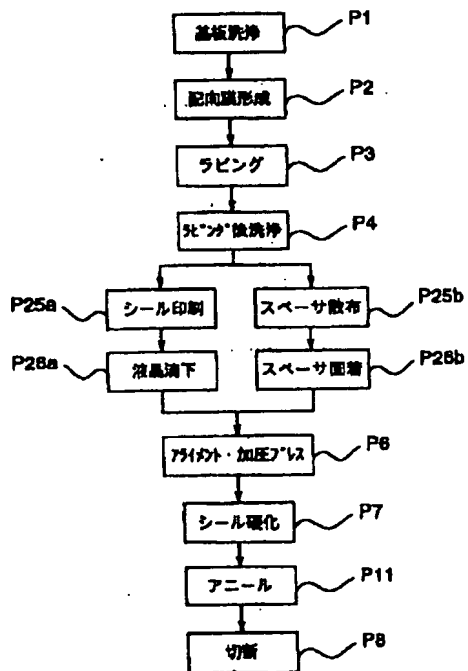 基板洗浄 P1
配向膜形成 P2
ラビング P3
ラビング後洗浄 P4
P25a シール印刷 スペーサ散布 P25b
P26a 液晶滴下 スペーサ固着 P26b
アライメント・加圧プレス P6
シール硬化 P7
アニール P11
切断 P8